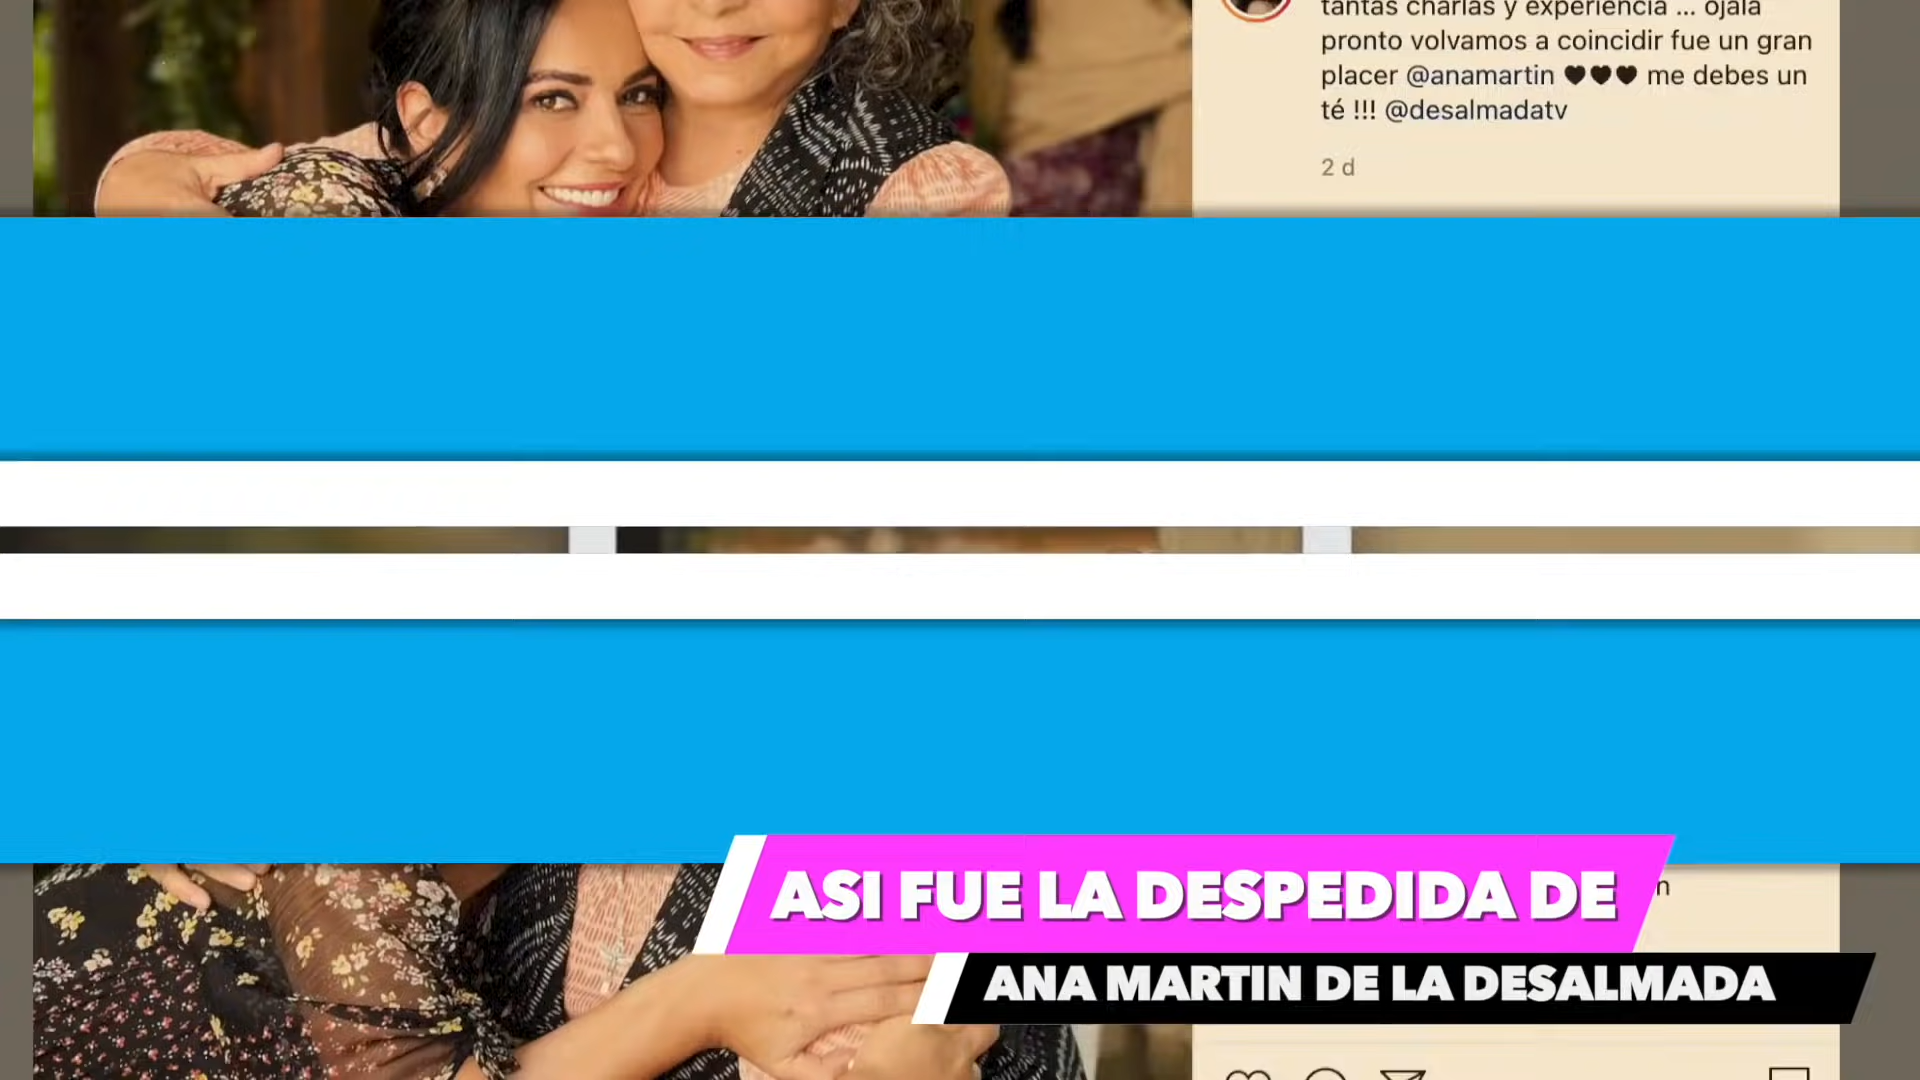 tantas charlas y experiencia ... ojalá
pronto volvamos a coincidir fue un gran
placer @anamartin 🖤🖤🖤 me debes un
té !!! @desalmadatv
2 d
ASI FUE LA DESPEDIDA DE
ANA MARTIN DE LA DESALMADA